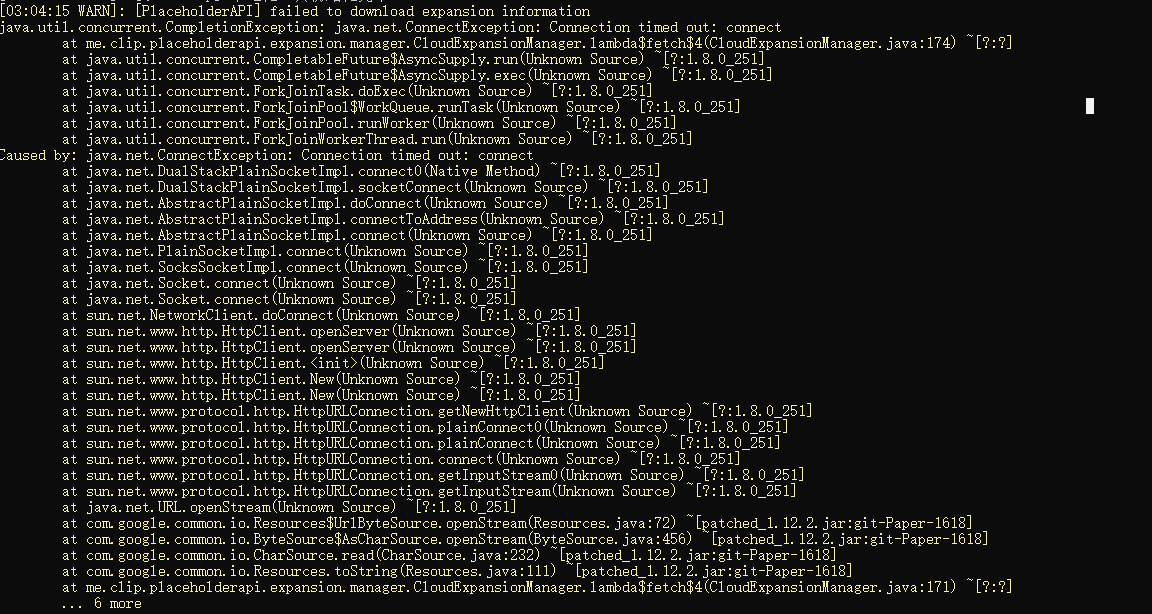 [03:04:15 WARN]: [PlaceholderAPI] failed to download expansion information
java.util.concurrent.CompletionException: java.net.ConnectException: Connection timed out: connect
at me.clip.placeholderapi.expansion.manager.CloudExpansionManager.lambda$fetch$4(CloudExpansionManager.java:174) ~[?:?]
at java.util.concurrent.CompletableFuture$AsyncSupply.run(Unknown Source) ~[?:1.8.0_251]
at java.util.concurrent.CompletableFuture$AsyncSupply.exec(Unknown Source) ~[?:1.8.0_251]
at java.util.concurrent.ForkJoinTask.doExec(Unknown Source) ~[?:1.8.0_251]
at java.util.concurrent.ForkJoinPool$WorkQueue.runTask(Unknown Source) ~[?:1.8.0_251]
at java.util.concurrent.ForkJoinPool.runWorker(Unknown Source) ~[?:1.8.0_251]
at java.util.concurrent.ForkJoinWorkerThread.run(Unknown Source) ~[?:1.8.0_251]
Caused by: java.net.ConnectException: Connection timed out: connect
at java.net.DualStackPlainSocketImpl.connect0(Native Method) ~[?:1.8.0_251]
at java.net.DualStackPlainSocketImpl.socketConnect(Unknown Source) ~[?:1.8.0_251]
at java.net.AbstractPlainSocketImpl.doConnect(Unknown Source) ~[?:1.8.0_251]
at java.net.AbstractPlainSocketImpl.connectToAddress(Unknown Source) ~[?:1.8.0_251]
at java.net.AbstractPlainSocketImpl.connect(Unknown Source) ~[?:1.8.0_251]
at java.net.PlainSocketImpl.connect(Unknown Source) ~[?:1.8.0_251]
at java.net.SocksSocketImpl.connect(Unknown Source) ~[?:1.8.0_251]
at java.net.Socket.connect(Unknown Source) ~[?:1.8.0_251]
at java.net.Socket.connect(Unknown Source) ~[?:1.8.0_251]
at sun.net.NetworkClient.doConnect(Unknown Source) ~[?:1.8.0_251]
at sun.net.www.http.HttpClient.openServer(Unknown Source) ~[?:1.8.0_251]
at sun.net.www.http.HttpClient.openServer(Unknown Source) ~[?:1.8.0_251]
at sun.net.www.http.HttpClient.<init>(Unknown Source) ~[?:1.8.0_251]
at sun.net.www.http.HttpClient.New(Unknown Source) ~[?:1.8.0_251]
at sun.net.www.http.HttpClient.New(Unknown Source) ~[?:1.8.0_251]
at sun.net.www.protocol.http.HttpURLConnection.getNewHttpClient(Unknown Source) ~[?:1.8.0_251]
at sun.net.www.protocol.http.HttpURLConnection.plainConnect0(Unknown Source) ~[?:1.8.0_251]
at sun.net.www.protocol.http.HttpURLConnection.plainConnect(Unknown Source) ~[?:1.8.0_251]
at sun.net.www.protocol.http.HttpURLConnection.connect(Unknown Source) ~[?:1.8.0_251]
at sun.net.www.protocol.http.HttpURLConnection.getInputStream0(Unknown Source) ~[?:1.8.0_251]
at sun.net.www.protocol.http.HttpURLConnection.getInputStream(Unknown Source) ~[?:1.8.0_251]
at java.net.URL.openStream(Unknown Source) ~[?:1.8.0_251]
at com.google.common.io.Resources$UrlByteSource.openStream(Resources.java:72) ~[patched_1.12.2.jar:git-Paper-1618]
at com.google.common.io.ByteSource$AsCharSource.openStream(ByteSource.java:456) ~[patched_1.12.2.jar:git-Paper-1618]
at com.google.common.io.CharSource.read(CharSource.java:232) ~[patched_1.12.2.jar:git-Paper-1618]
at com.google.common.io.Resources.toString(Resources.java:111) ~[patched_1.12.2.jar:git-Paper-1618]
at me.clip.placeholderapi.expansion.manager.CloudExpansionManager.lambda$fetch$4(CloudExpansionManager.java:171) ~[?:?]
... 6 more